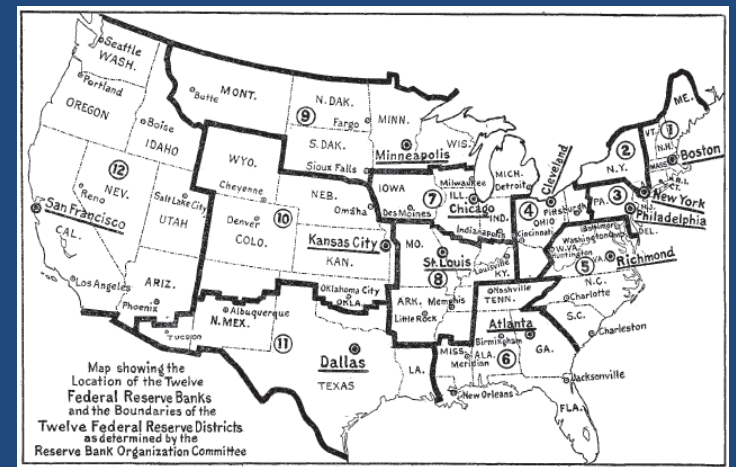 Seattle
WASH.
Portland
OREGON
Boise
IDAHO
Butte
MONT.
N. DAK.
9
Fargo
MINN.
S. DAK.
Sioux Falls
Minneapolis
WIS.
MICH.
Detroit
Milwaukee
ILL.
Chicago
IND.
Indianapolis
IOWA
7
Des Moines
WYO.
Cheyenne
NEB.
Omaha
12
NEV.
Reno
Salt Lake City
UTAH
San Francisco
CAL.
Los Angeles
ARIZ.
Phoenix
Tucson
10
Denver
COLO.
Kansas City
KAN.
Oklahoma City
OKLA.
Albuquerque
N. MEX.
11
Dallas
TEXAS
LA.
MO.
St. Louis
8
ARK.
Memphis
Little Rock
Louisville
KY.
Nashville
TENN.
Cleveland
4
Pittsburgh
OHIO
Cincinnati
ME.
VT.
1
N.H.
Boston
MASS.
R.I.
CT.
2
N.Y.
New York
PA.
3
N.J.
Philadelphia
DEL.
Baltimore
Washington
W. VA.
Huntington
5
VA.
Richmond
N.C.
Charlotte
S.C.
Charleston
Atlanta
Birmingham
MISS.
ALA.
Meridian
6
GA.
Jacksonville
New Orleans
FLA.
Map showing the
Location of the Twelve
Federal Reserve Banks
and the Boundaries of the
Twelve Federal Reserve Districts
as determined by the
Reserve Bank Organization Committee